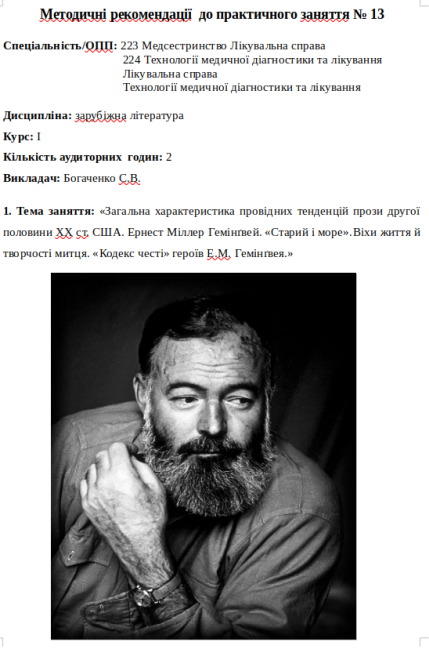 Методичні рекомендації до практичного заняття № 13
Спеціальність/ОПП: 223 Медсестринство Лікувальна справа
224 Технології медичної діагностики та лікування
Лікувальна справа
Технології медичної діагностики та лікування
Дисципліна: зарубіжна література
Курс: І
Кількість аудиторних годин: 2
Викладач: Богаченко С.В.
1. Тема заняття: «Загальна характеристика провідних тенденцій прози другої
половини ХХ ст. США. Ернест Міллер Гемінґвей. «Старий і море».Віхи життя й
творчості митця. «Кодекс честі» героїв Е.М. Гемінґвея.»